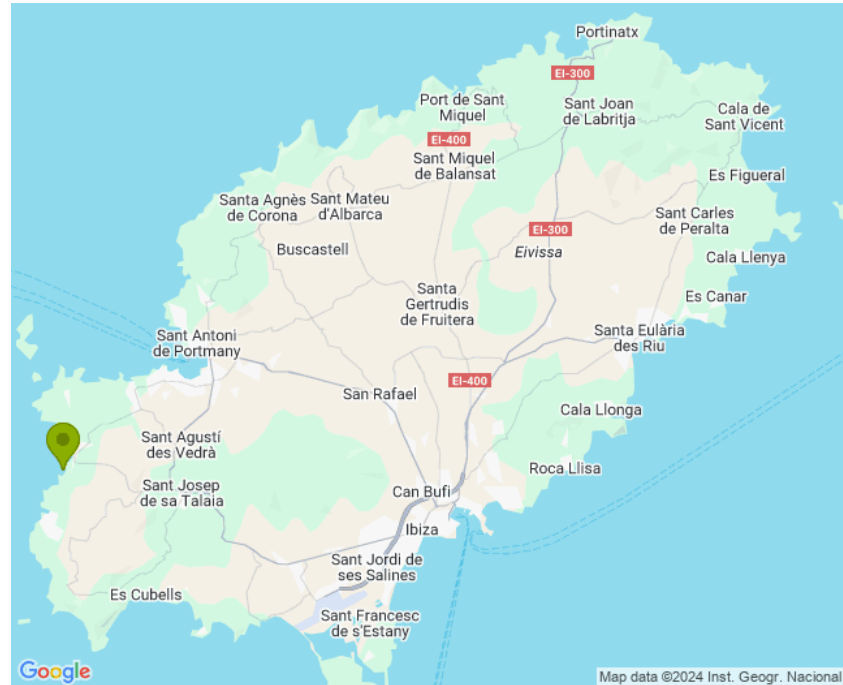 Portinatx
EI-300
Port de Sant
Miquel
Sant Joan
de Labritja
Cala de
Sant Vicent
EI-400
Sant Miquel
de Balansat
Es Figueral
Santa Agnès
de Corona
Sant Mateu
d'Albarca
Sant Carles
de Peralta
EI-300
Buscastell
Eivissa
Cala Llenya
Santa
Gertrudis
de Fruitera
Es Canar
Sant Antoni
de Portmany
Santa Eulària
des Riu
EI-400
San Rafael
Cala Llonga
Sant Agustí
des Vedrà
Roca Llisa
Sant Josep
de sa Talaia
Can Bufí
Ibiza
Sant Jordi de
ses Salines
Es Cubells
Sant Francesc
de s'Estany
Google
Map data ©2024 Inst. Geogr. Nacional